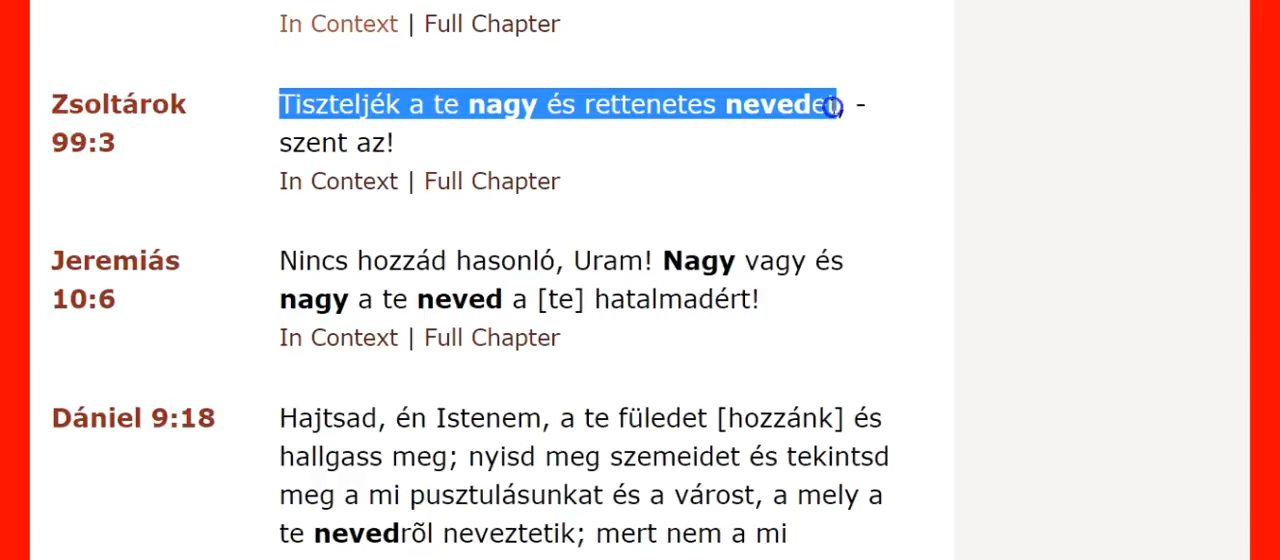 In Context | Full Chapter
Zsoltárok 99:3
Tiszteljék a te nagy és rettenetes nevedet, -
szent az!
In Context | Full Chapter
Jeremiás 10:6
Nincs hozzád hasonló, Uram! Nagy vagy és
nagy a te neved a [te] hatalmadért!
In Context | Full Chapter
Dániel 9:18
Hajtsad, én Istenem, a te füledet [hozzánk] és
hallgass meg; nyisd meg szemeidet és tekintsd
meg a mi pusztulásunkat és a várost, a mely a
te nevedrõl neveztetik; mert nem a mi